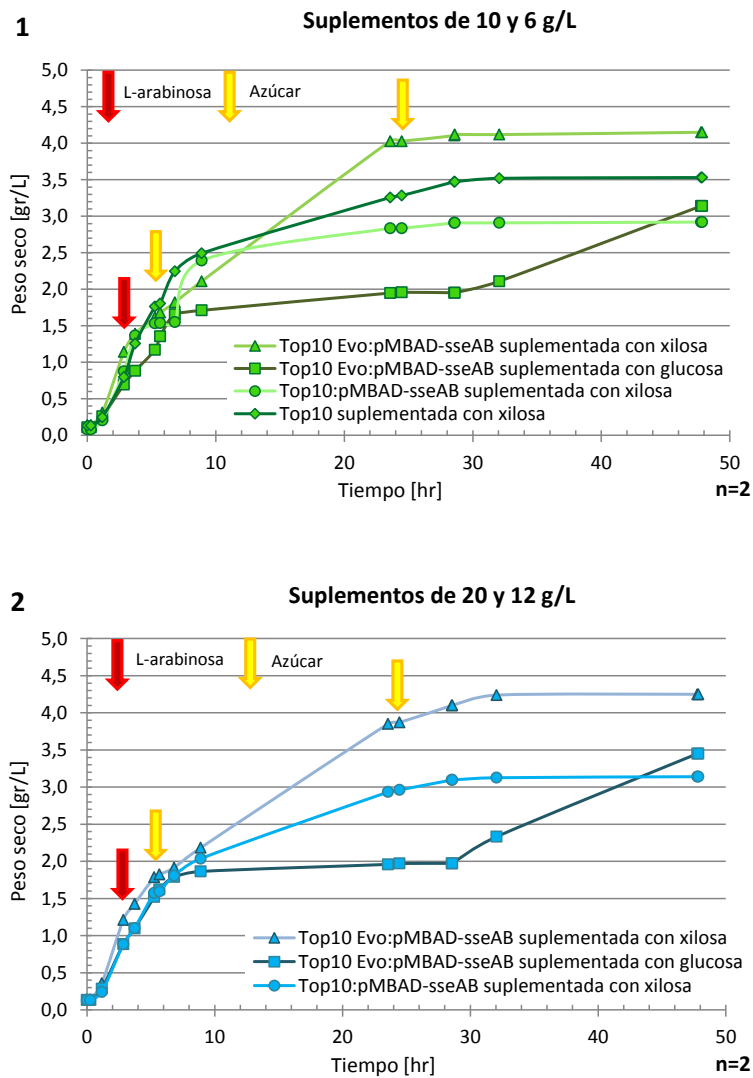 1
Suplementos de 10 y 6 g/L
Peso seco [gr/L]
5,0
4,5
4,0
3,5
3,0
2,5
2,0
1,5
1,0
0,5
0,0
L-arabinosa
Azúcar
Top10 Evo:pMBAD-sseAB suplementada con xilosa
Top10 Evo:pMBAD-sseAB suplementada con glucosa
Top10:pMBAD-sseAB suplementada con xilosa
Top10 suplementada con xilosa
0 10 20 30 40 50
Tiempo [hr]
n=2
2
Suplementos de 20 y 12 g/L
Peso seco [gr/L]
5,0
4,5
4,0
3,5
3,0
2,5
2,0
1,5
1,0
0,5
0,0
L-arabinosa
Azúcar
Top10 Evo:pMBAD-sseAB suplementada con xilosa
Top10 Evo:pMBAD-sseAB suplementada con glucosa
Top10:pMBAD-sseAB suplementada con xilosa
0 10 20 30 40 50
Tiempo [hr]
n=2